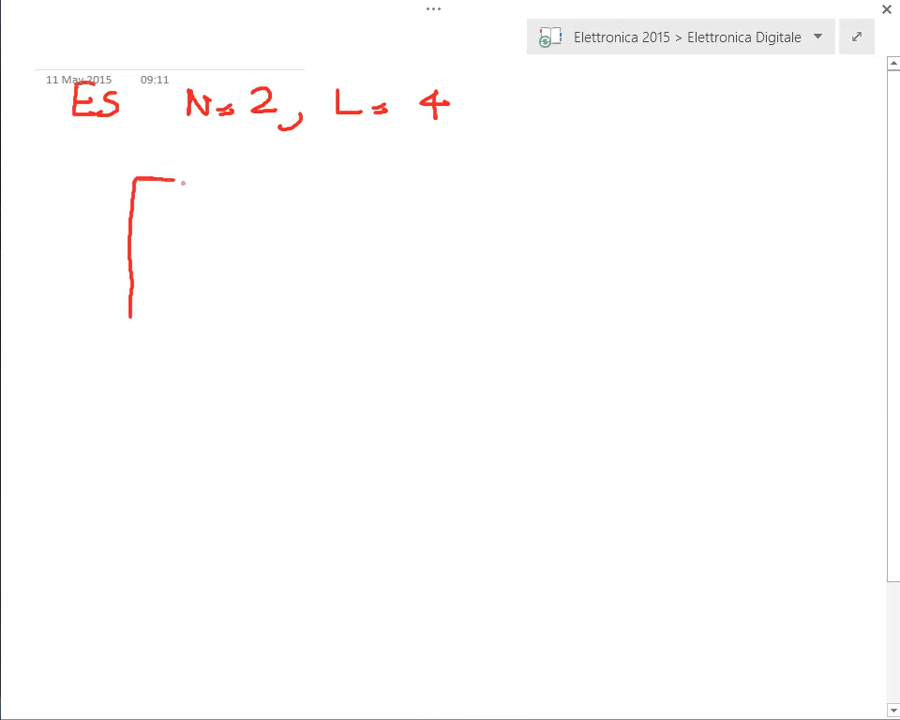 Elettronica 2015 > Elettronica Digitale
11 May 2015 09:11
Es N=2, L=4